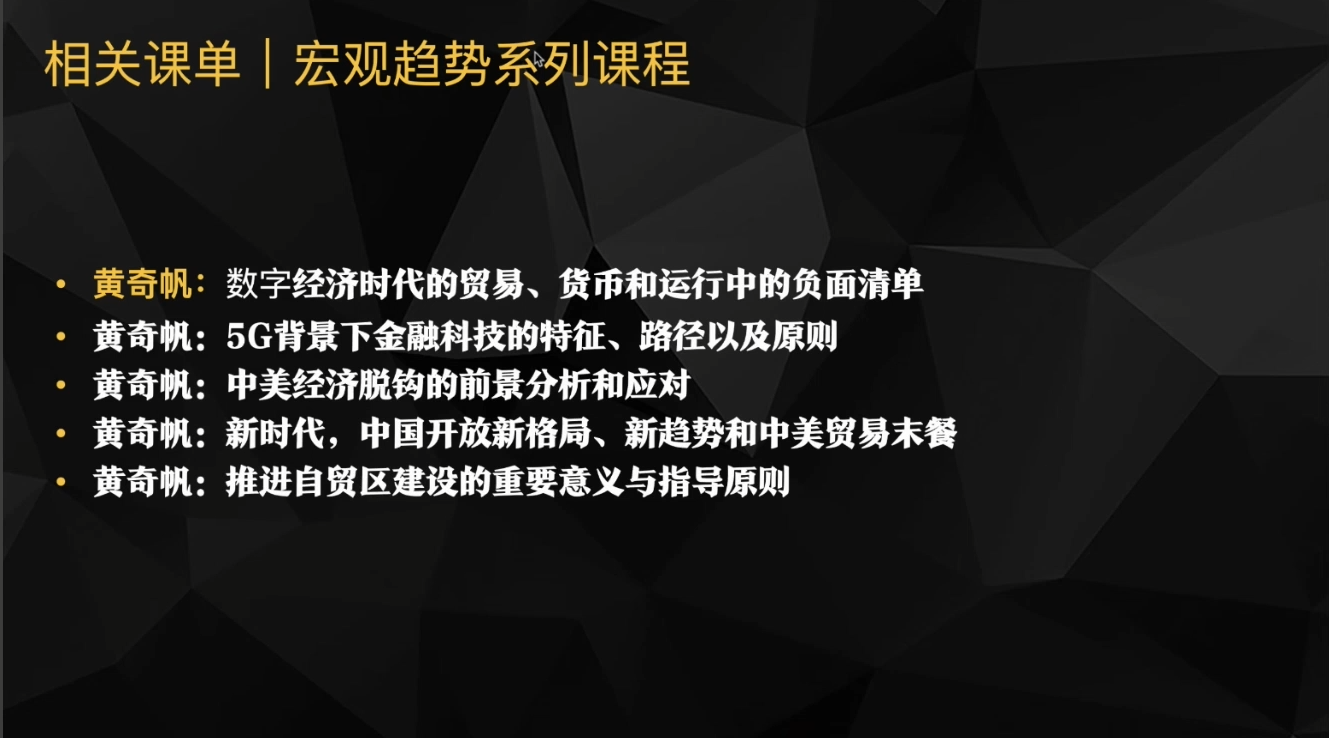 相关课单｜宏观趋势系列课程
• 黄奇帆：数字经济时代的贸易、货币和运行中的负面清单
• 黄奇帆：5G背景下金融科技的特征、路径以及原则
• 黄奇帆：中美经济脱钩的前景分析和应对
• 黄奇帆：新时代，中国开放新格局、新趋势和中美贸易末餐
• 黄奇帆：推进自贸区建设的重要意义与指导原则